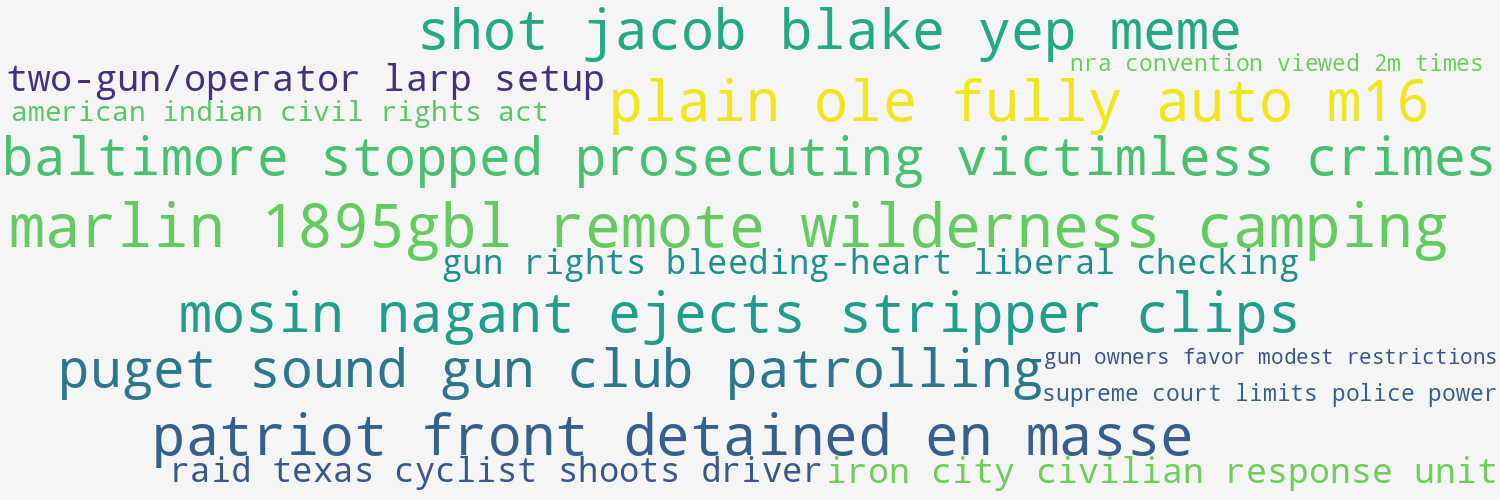 shot jacob blake yep meme
nra convention viewed 2m times
two-gun/operator larp setup
plain ole fully auto m16
american indian civil rights act
baltimore stopped prosecuting victimless crimes
marlin 1895gbl remote wilderness camping
gun rights bleeding-heart liberal checking
mosin nagant ejects stripper clips
puget sound gun club patrolling
gun owners favor modest restrictions
supreme court limits police power
patriot front detained en masse
raid texas cyclist shoots driver
iron city civilian response unit